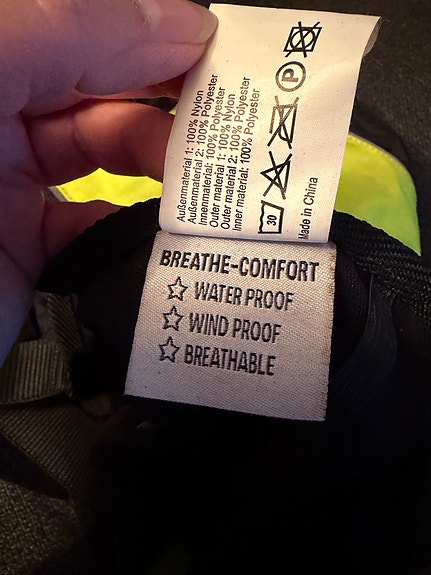 Außenmaterial 1: 100% Nylon
Außenmaterial 2: 100% Polyester
Innenmaterial: 100% Polyester
Outer material 1: 100% Nylon
Outer material 2: 100% Polyester
inner material: 100% Polyester
30
P
Made in China
BREATHE-COMFORT
WATER PROOF
WIND PROOF
BREATHABLE